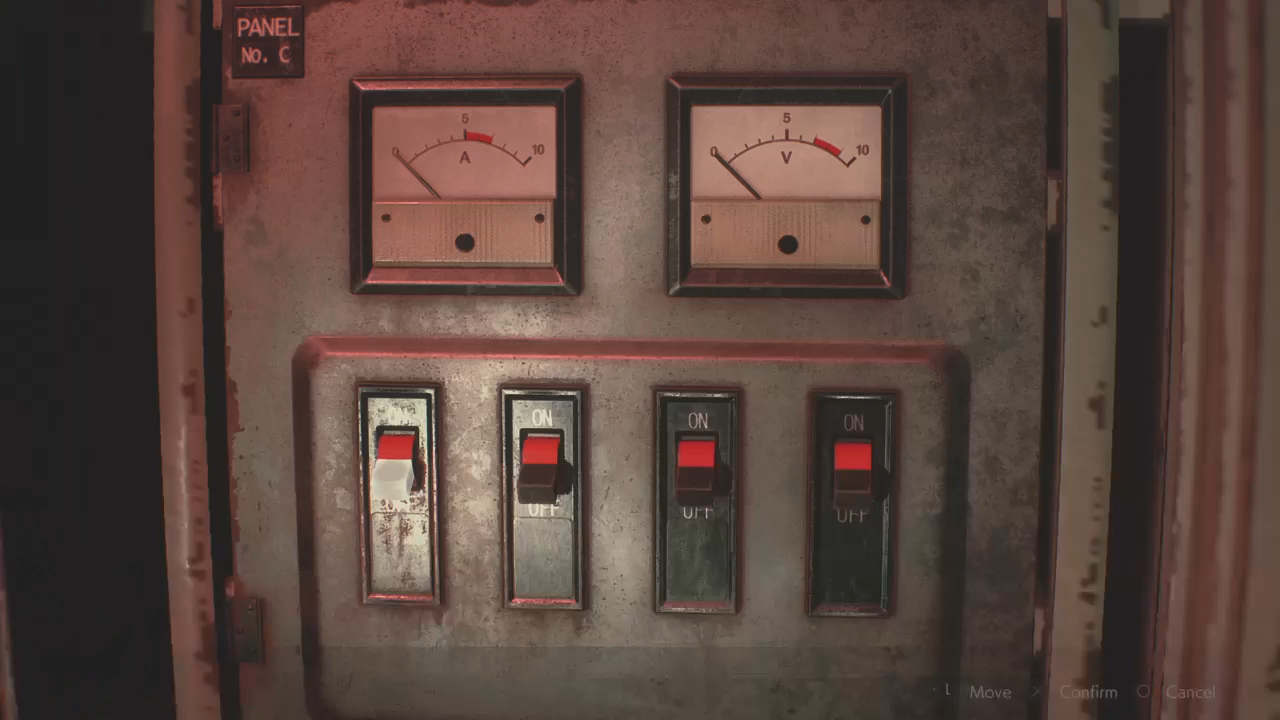 PANEL
No. C
5
0 10
A
5
0 10
V
ON
OFF
ON
OFF
ON
OFF
L Move × Confirm ○ Cancel